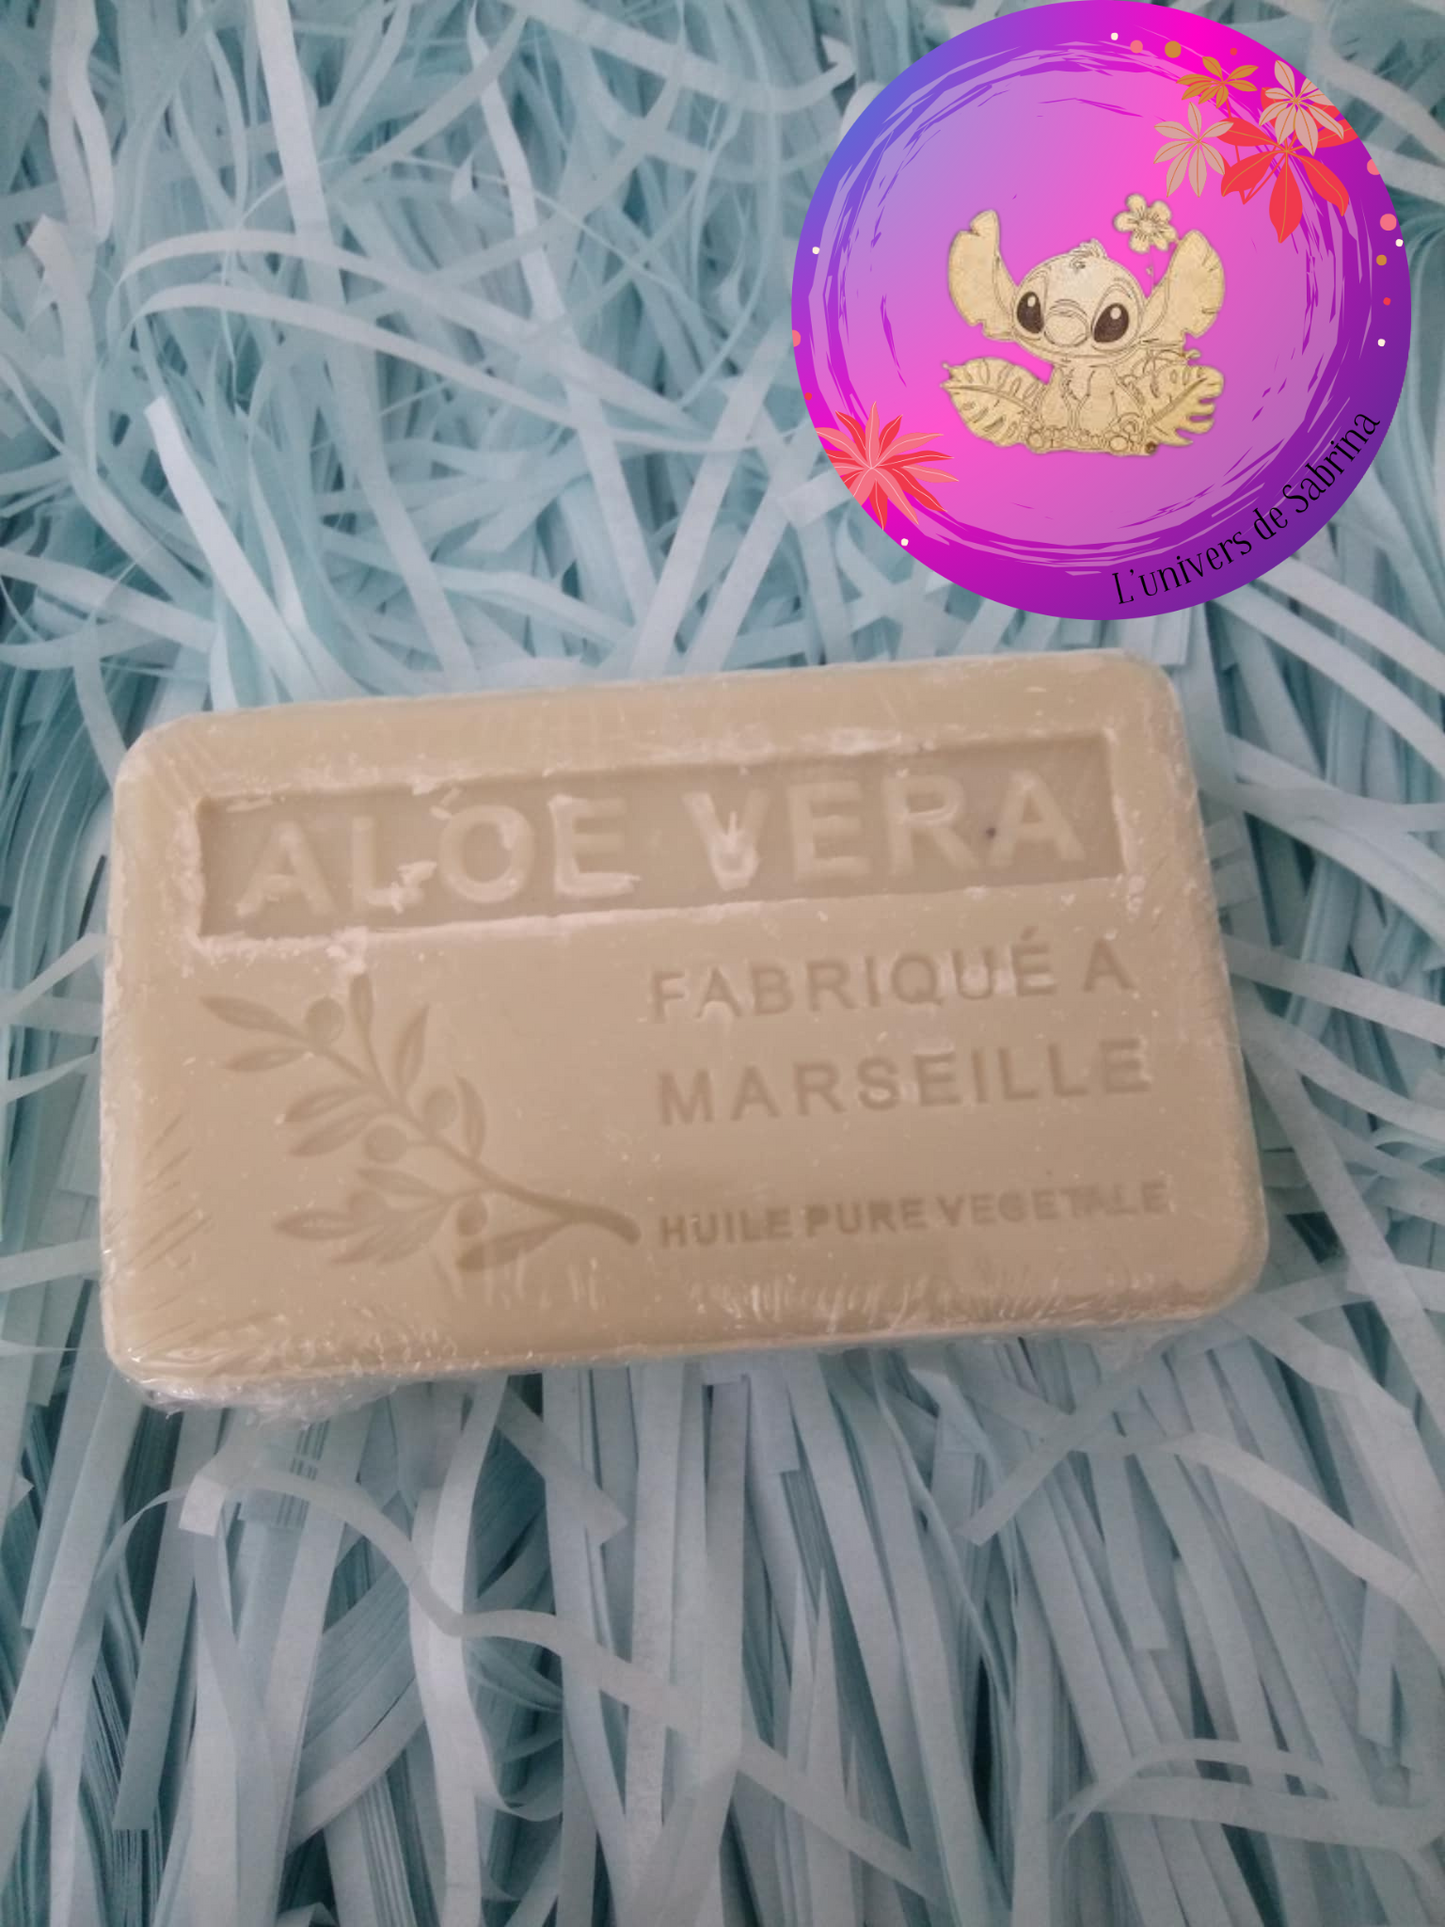 L'univers de Sabrina
ALOE VERA
FABRIQUÉ A
MARSEILLE
HUILE PURE VEGETALE